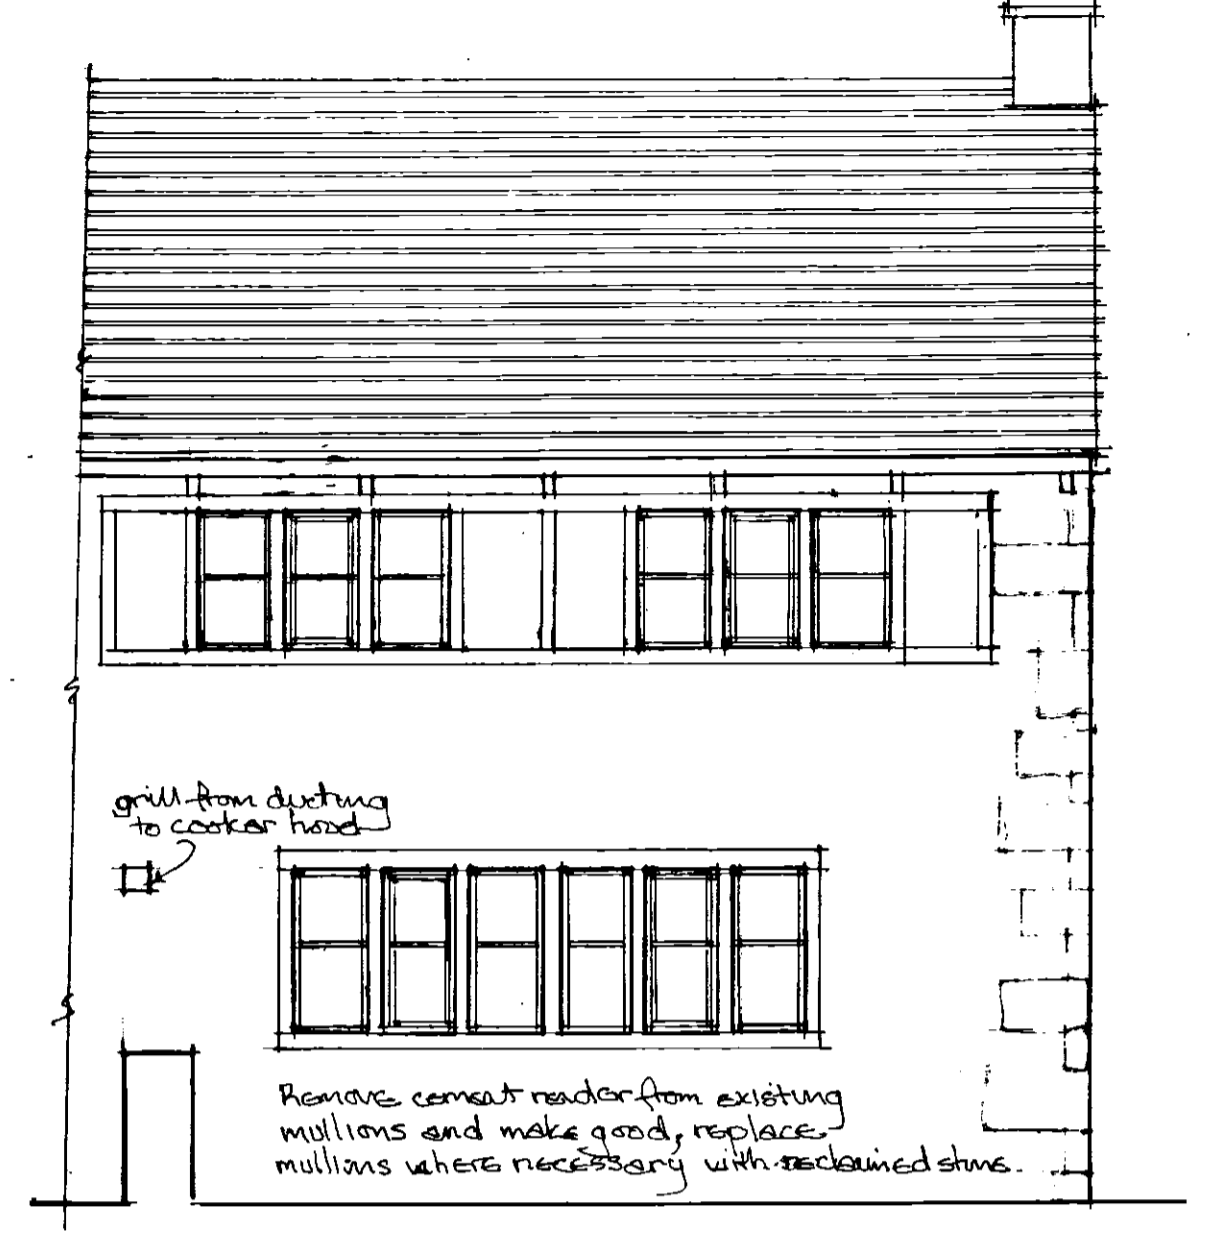 grill from ducting
to cooker hood
Remove cement render from existing
mullions and make good, replace
mullions where necessary with reclaimed stone.